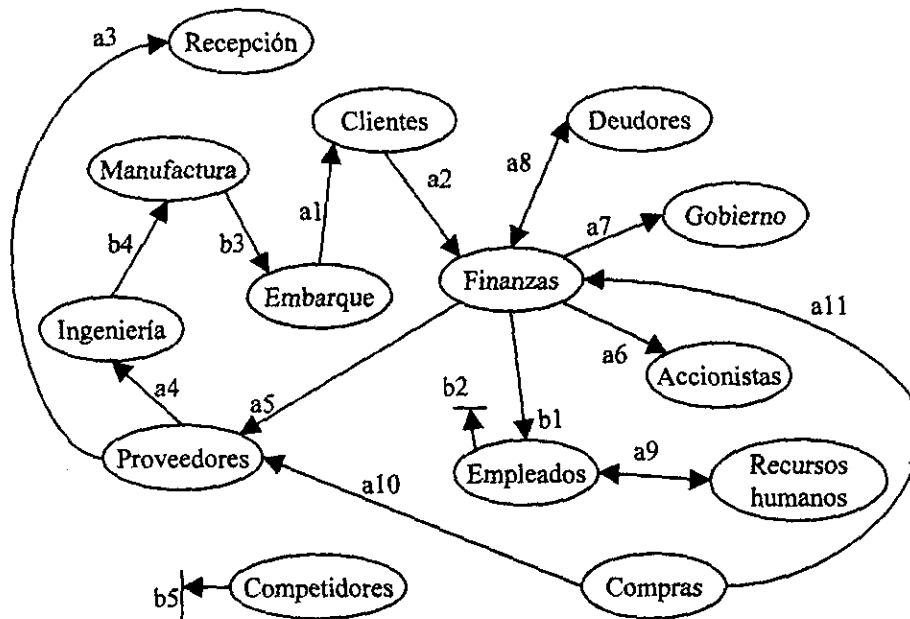 a3
Recepción
Clientes
Deudores
Manufactura
a2
a8
a1
a7
Gobierno
b4
b3
Finanzas
Embarque
a11
Ingeniería
a6
Accionistas
a4
a5
b2
b1
Proveedores
Empleados
a9
Recursos
humanos
a10
b5
Competidores
Compras